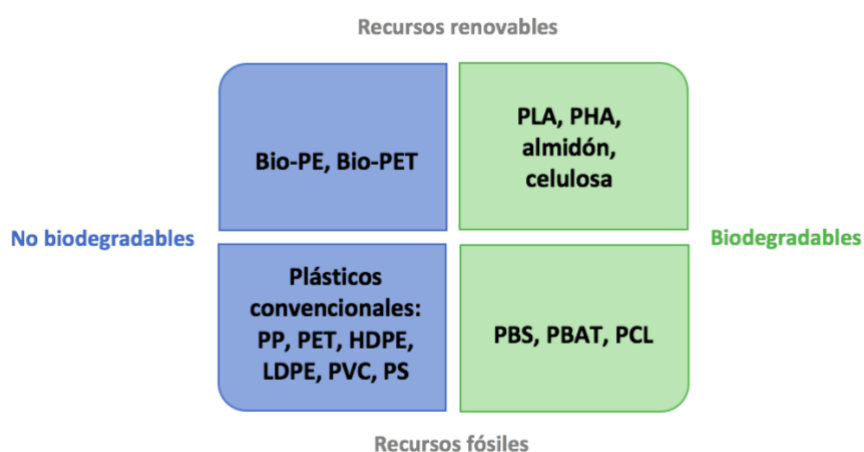 Recursos renovables
Bio-PE, Bio-PET
PLA, PHA,
almidón,
celulosa
No biodegradables
Biodegradables
Plásticos
convencionales:
PP, PET, HDPE,
LDPE, PVC, PS
PBS, PBAT, PCL
Recursos fósiles